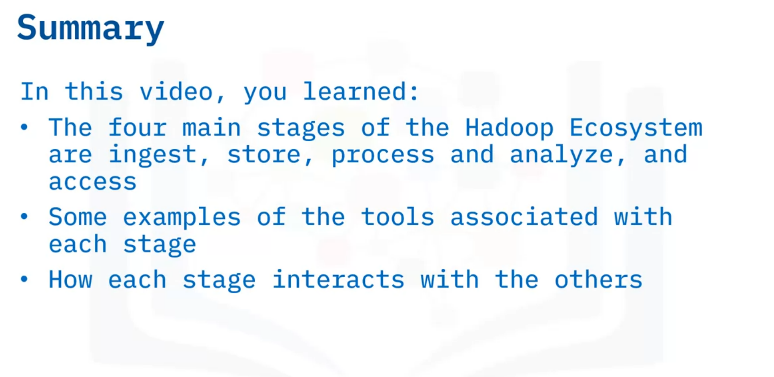 Summary
In this video, you learned:
• The four main stages of the Hadoop Ecosystem
are ingest, store, process and analyze, and
access
• Some examples of the tools associated with
each stage
• How each stage interacts with the others